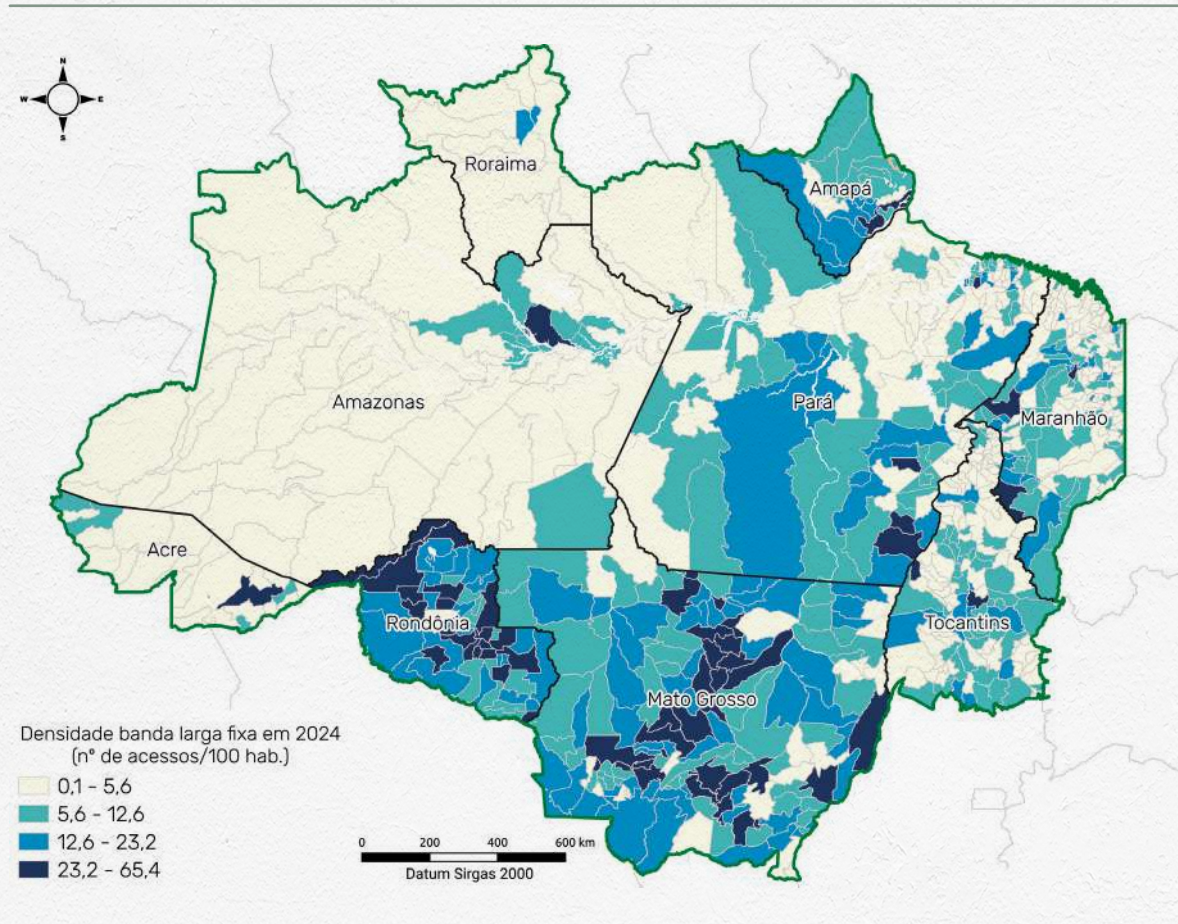 N
W
E
S
Roraima
Amapá
Amazonas
Pará
Maranhão
Acre
Rondônia
Tocantins
Mato Grosso
Densidade banda larga fixa em 2024
(n° de acessos/100 hab.)
0,1 - 5,6
5,6 - 12,6
12,6 - 23,2
23,2 - 65,4
0 200 400 600 km
Datum Sirgas 2000